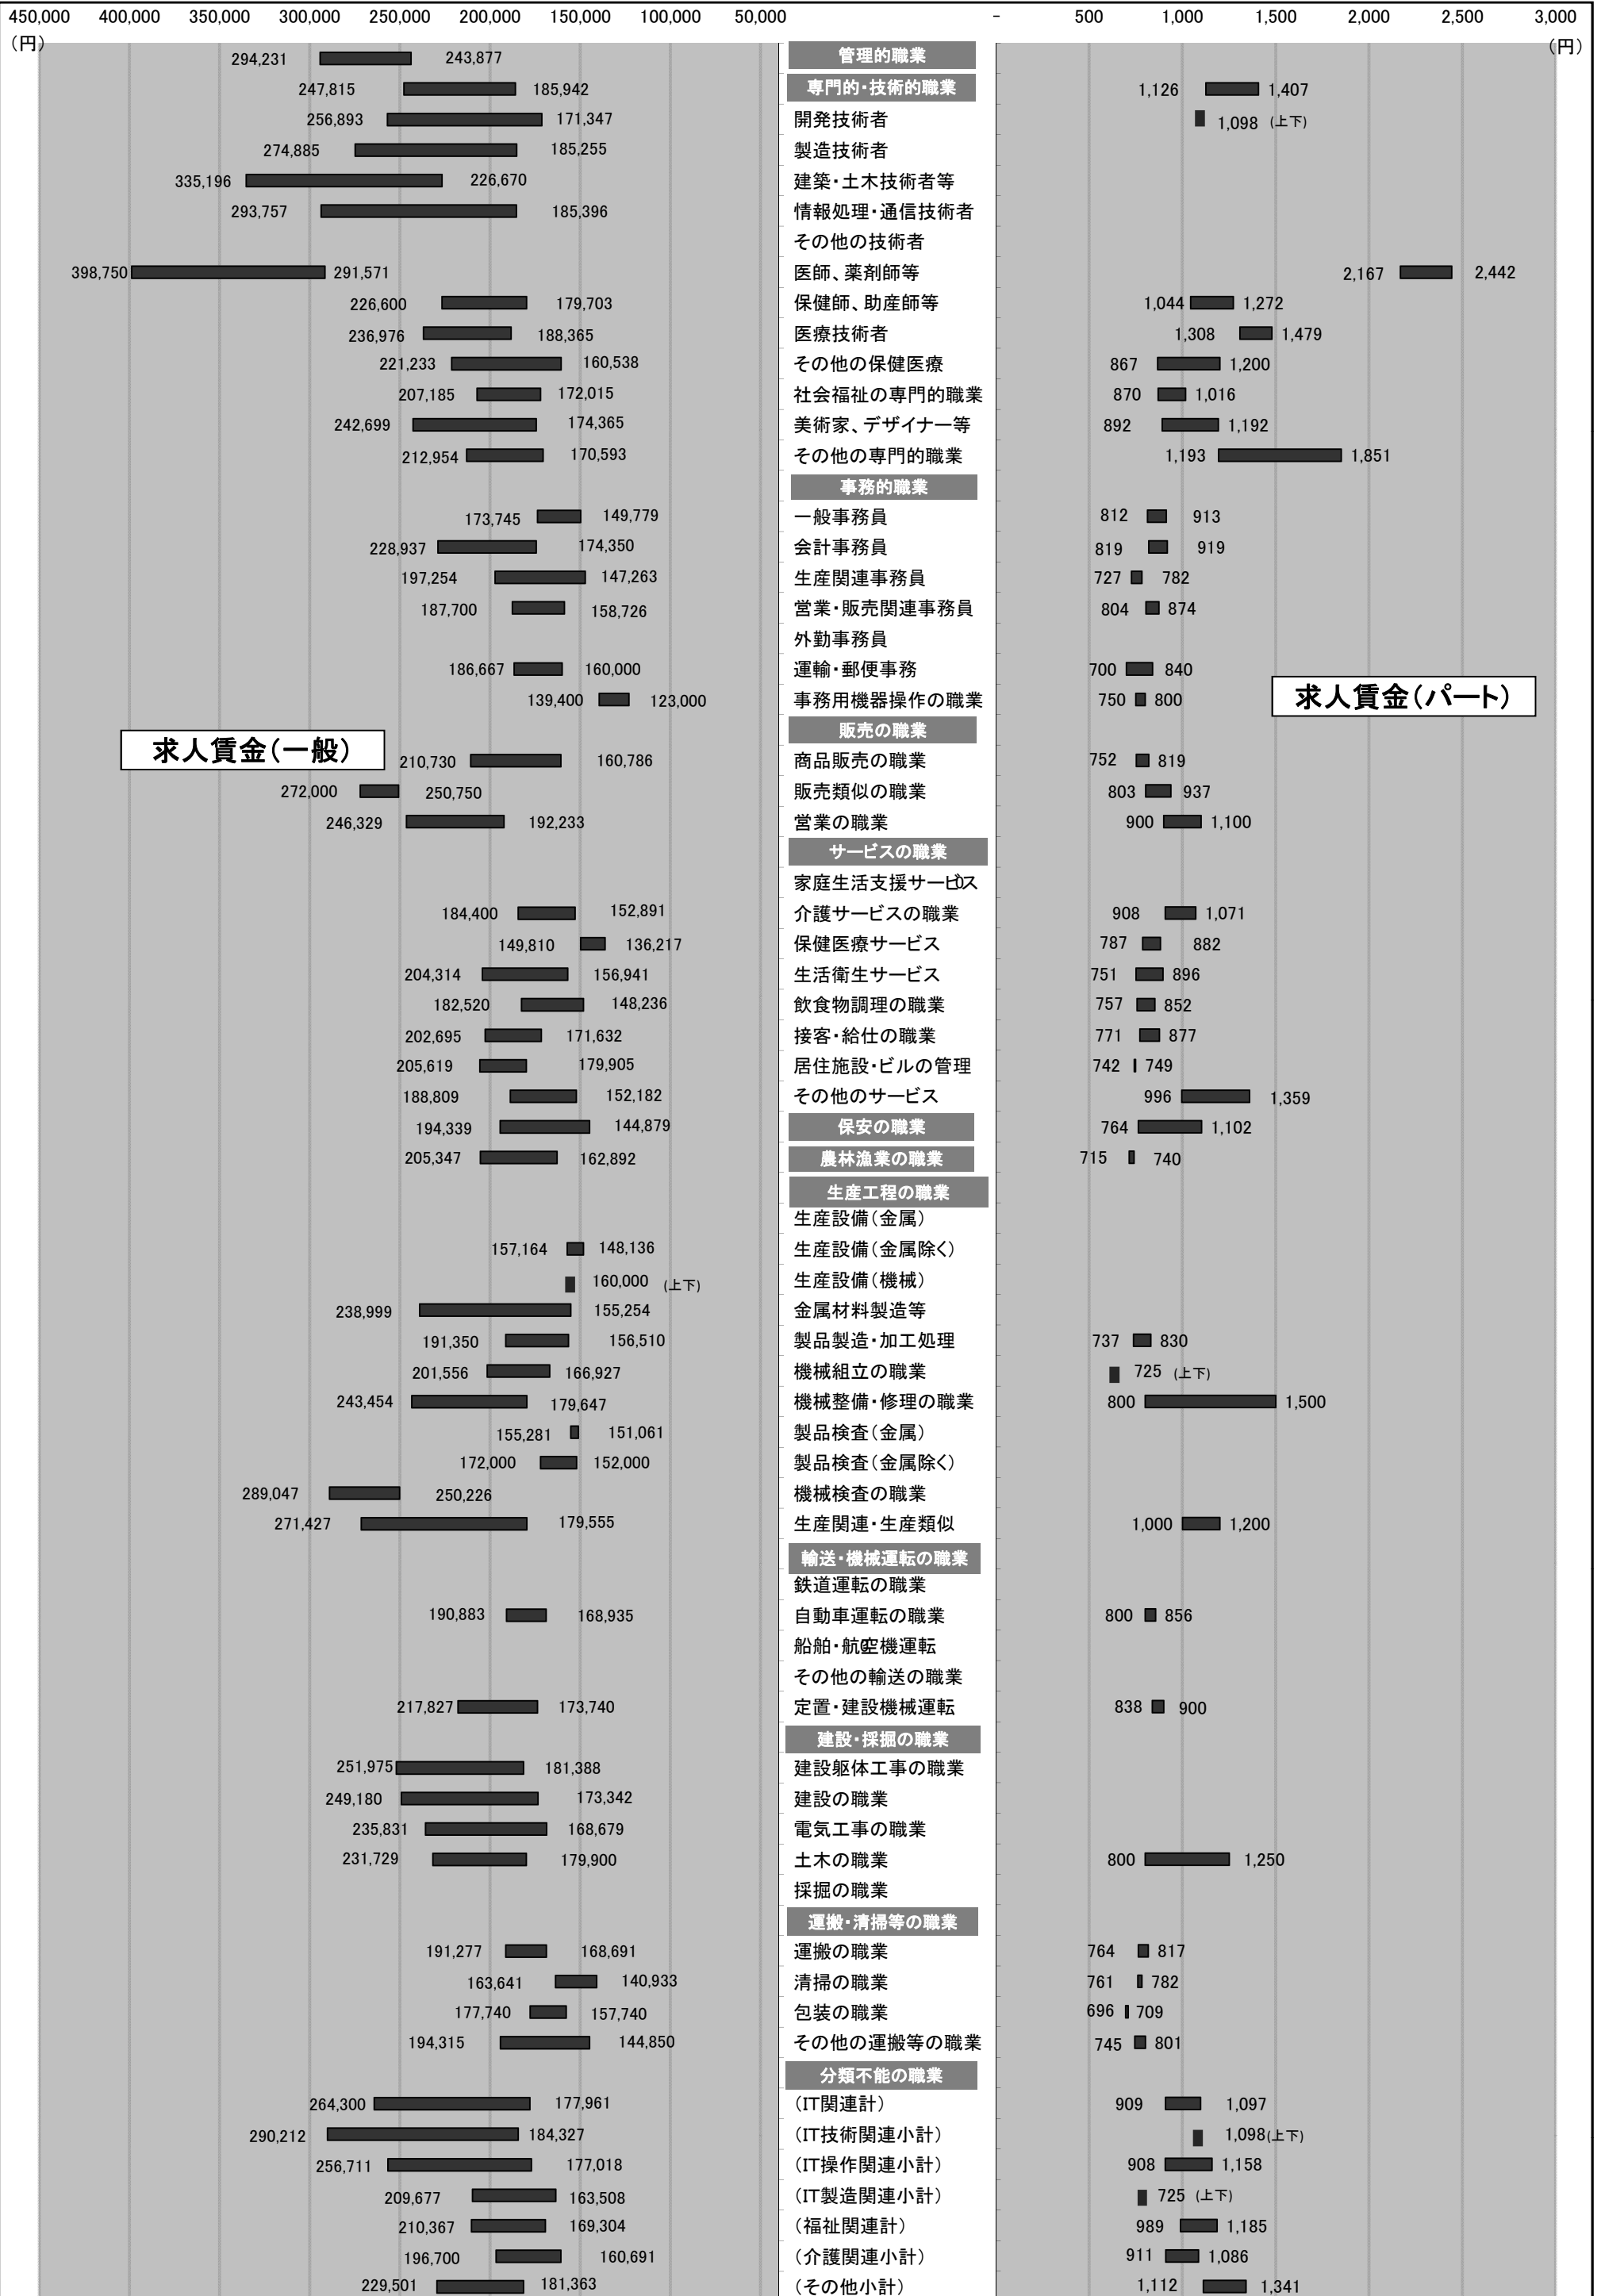 450,000 400,000 350,000 300,000 250,000 200,000 150,000 100,000 50,000 - 500 1,000 1,500 2,000 2,500 3,000
（円） （円）
294,231 243,877 管理的職業
247,815 185,942 専門的・技術的職業 1,126 1,407
256,893 171,347 開発技術者 1,098 (上下)
274,885 185,255 製造技術者
335,196 226,670 建築・土木技術者等
293,757 185,396 情報処理・通信技術者
その他の技術者
398,750 291,571 医師、薬剤師等 2,167 2,442
226,600 179,703 保健師、助産師等 1,044 1,272
236,976 188,365 医療技術者 1,308 1,479
221,233 160,538 その他の保健医療 867 1,200
207,185 172,015 社会福祉の専門的職業 870 1,016
242,699 174,365 美術家、デザイナー等 892 1,192
212,954 170,593 その他の専門的職業 1,193 1,851
事務的職業
173,745 149,779 一般事務員 812 913
228,937 174,350 会計事務員 819 919
197,254 147,263 生産関連事務員 727 782
187,700 158,726 営業・販売関連事務員 804 874
外勤事務員
186,667 160,000 運輸・郵便事務 700 840
139,400 123,000 事務用機器操作の職業 750 800
求人賃金（パート）
販売の職業
求人賃金（一般）
210,730 160,786 商品販売の職業 752 819
272,000 250,750 販売類似の職業 803 937
246,329 192,233 営業の職業 900 1,100
サービスの職業
家庭生活支援サービス
184,400 152,891 介護サービスの職業 908 1,071
149,810 136,217 保健医療サービス 787 882
204,314 156,941 生活衛生サービス 751 896
182,520 148,236 飲食物調理の職業 757 852
202,695 171,632 接客・給仕の職業 771 877
205,619 179,905 居住施設・ビルの管理 742 749
188,809 152,182 その他のサービス 996 1,359
194,339 144,879 保安の職業 764 1,102
205,347 162,892 農林漁業の職業 715 740
生産工程の職業
生産設備（金属）
157,164 148,136 生産設備（金属除く）
160,000 (上下) 生産設備（機械）
238,999 155,254 金属材料製造等
191,350 156,510 製品製造・加工処理 737 830
201,556 166,927 機械組立の職業 725 (上下)
243,454 179,647 機械整備・修理の職業 800 1,500
155,281 151,061 製品検査（金属）
172,000 152,000 製品検査（金属除く）
289,047 250,226 機械検査の職業
271,427 179,555 生産関連・生産類似 1,000 1,200
輸送・機械運転の職業
鉄道運転の職業
190,883 168,935 自動車運転の職業 800 856
船舶・航空機運転
その他の輸送の職業
217,827 173,740 定置・建設機械運転 838 900
建設・採掘の職業
251,975 181,388 建設躯体工事の職業
249,180 173,342 建設の職業
235,831 168,679 電気工事の職業
231,729 179,900 土木の職業 800 1,250
採掘の職業
運搬・清掃等の職業
191,277 168,691 運搬の職業 764 817
163,641 140,933 清掃の職業 761 782
177,740 157,740 包装の職業 696 709
194,315 144,850 その他の運搬等の職業 745 801
分類不能の職業
264,300 177,961 （IT関連計） 909 1,097
290,212 184,327 （IT技術関連小計） 1,098(上下)
256,711 177,018 （IT操作関連小計） 908 1,158
209,677 163,508 （IT製造関連小計） 725 (上下)
210,367 169,304 （福祉関連計） 989 1,185
196,700 160,691 （介護関連小計） 911 1,086
229,501 181,363 （その他小計） 1,112 1,341